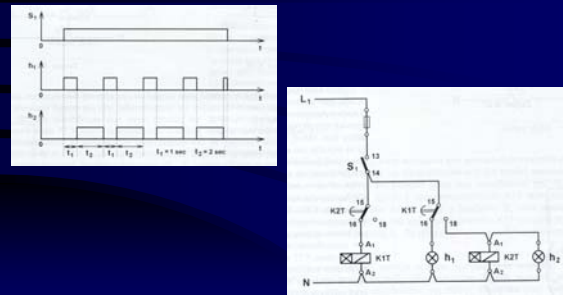 S₁
0
t
h₁
0
t
h₂
0
t
t₁ t₂ t₁ t₂ t₁ = 1 sec t₂ = 2 sec
L₁
S₁ 13
14
K2T 15
16 18
K1T 15
16 18
A₁ K1T A₂
h₁
A₁ K2T A₂
h₂
N